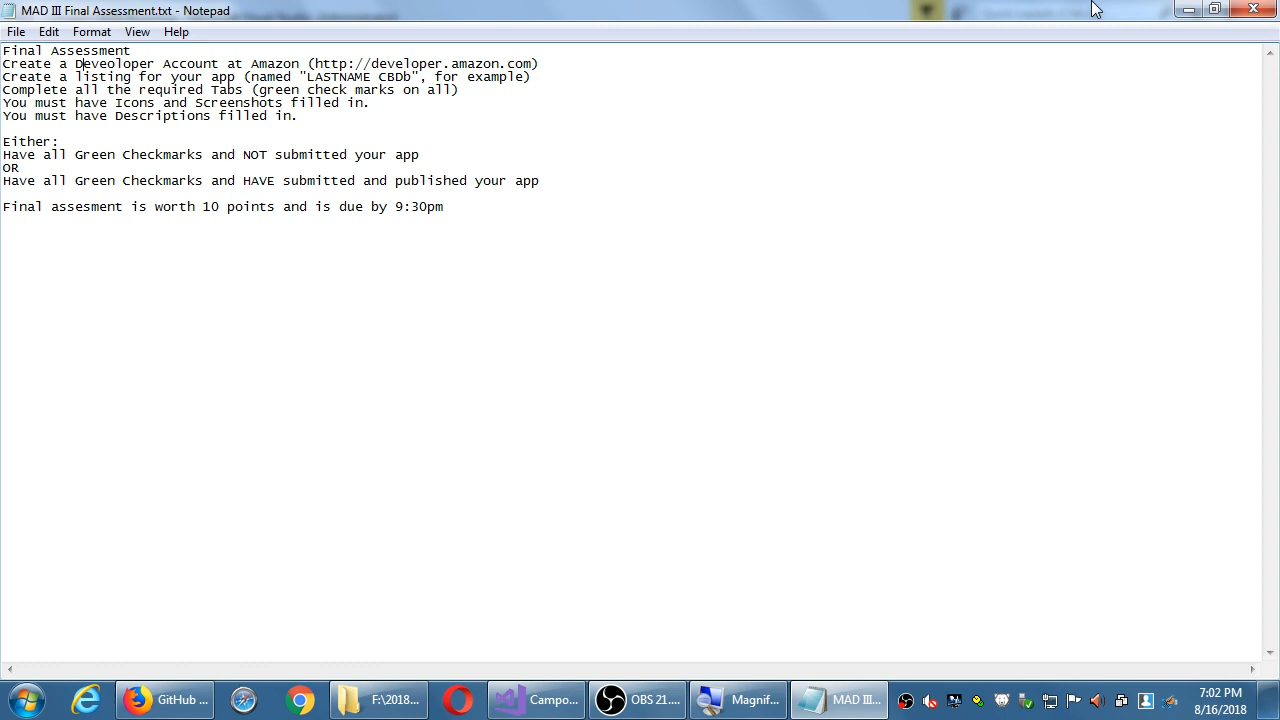 MAD III Final Assessment.txt - Notepad
File Edit Format View Help
Final Assessment
Create a Deveoloper Account at Amazon (http://developer.amazon.com)
Create a listing for your app (named "LASTNAME CBDb", for example)
Complete all the required Tabs (green check marks on all)
You must have Icons and Screenshots filled in.
You must have Descriptions filled in.
Either:
Have all Green Checkmarks and NOT submitted your app
OR
Have all Green Checkmarks and HAVE submitted and published your app
Final assesment is worth 10 points and is due by 9:30pm
GitHub ... F:\2018... Campo... OBS 21.... Magnif... MAD III... 7:02 PM
8/16/2018